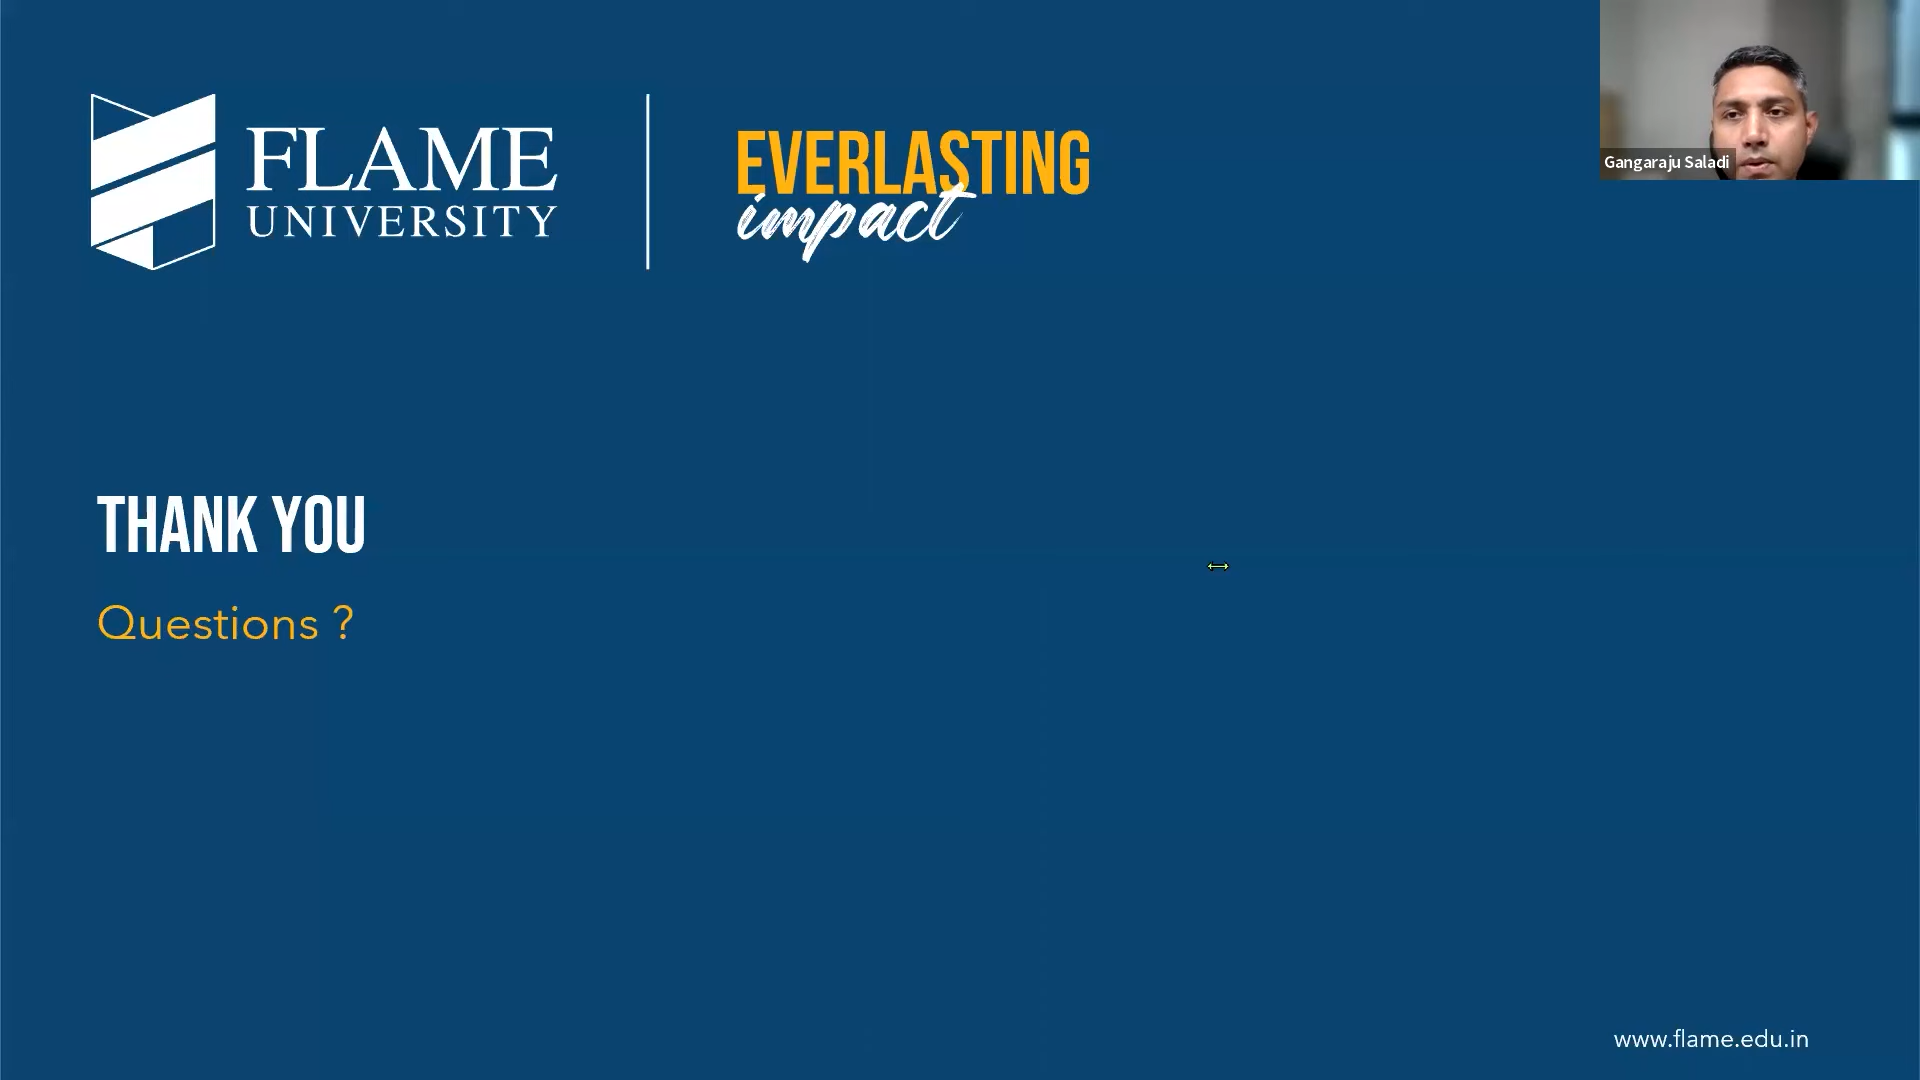 FLAME
UNIVERSITY
EVERLASTING
impact
Gangaraju Saladi
THANK YOU
Questions ?
www.flame.edu.in